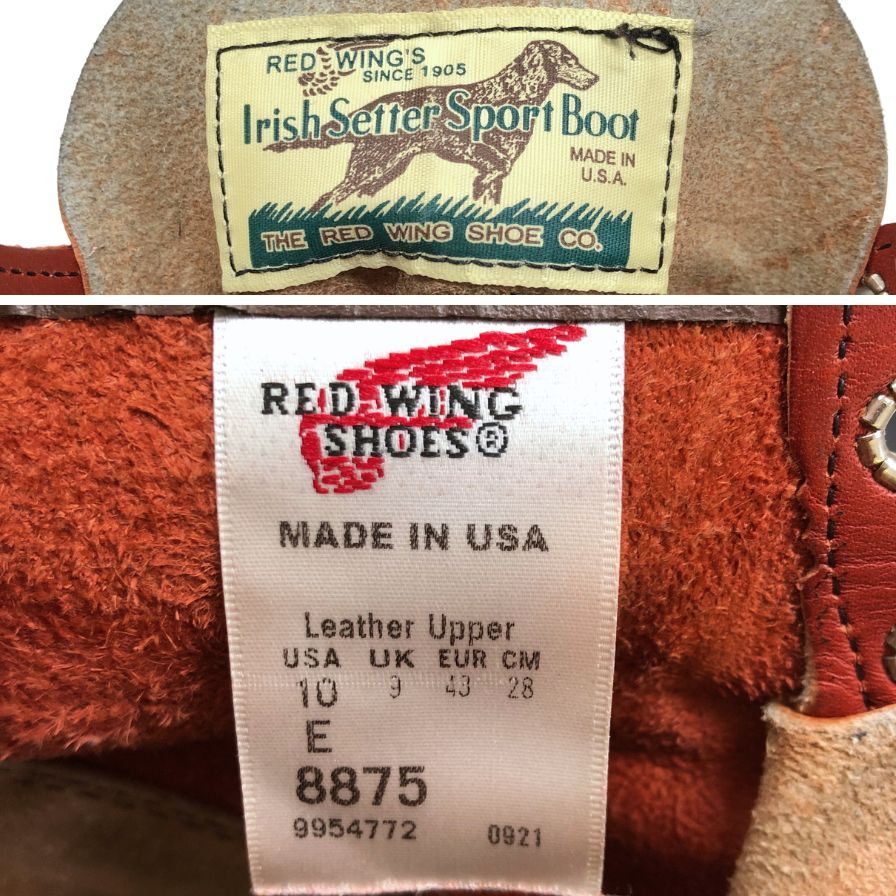 RED WING'S
SINCE 1905
Irish Setter Sport Boot
MADE IN
U.S.A.
THE RED WING SHOE CO.
RED WING
SHOES®
MADE IN USA
Leather Upper
USA UK EUR CM
10 9 43 28
E
8875
9954772 0921